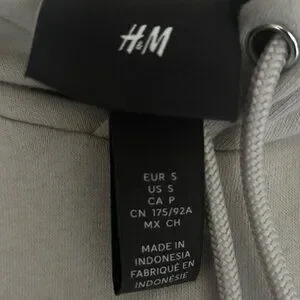 H&M
EUR S
US S
CA P
CN 175/92A
MX CH
MADE IN
INDONESIA
FABRIQUÉ EN
INDONÉSIE